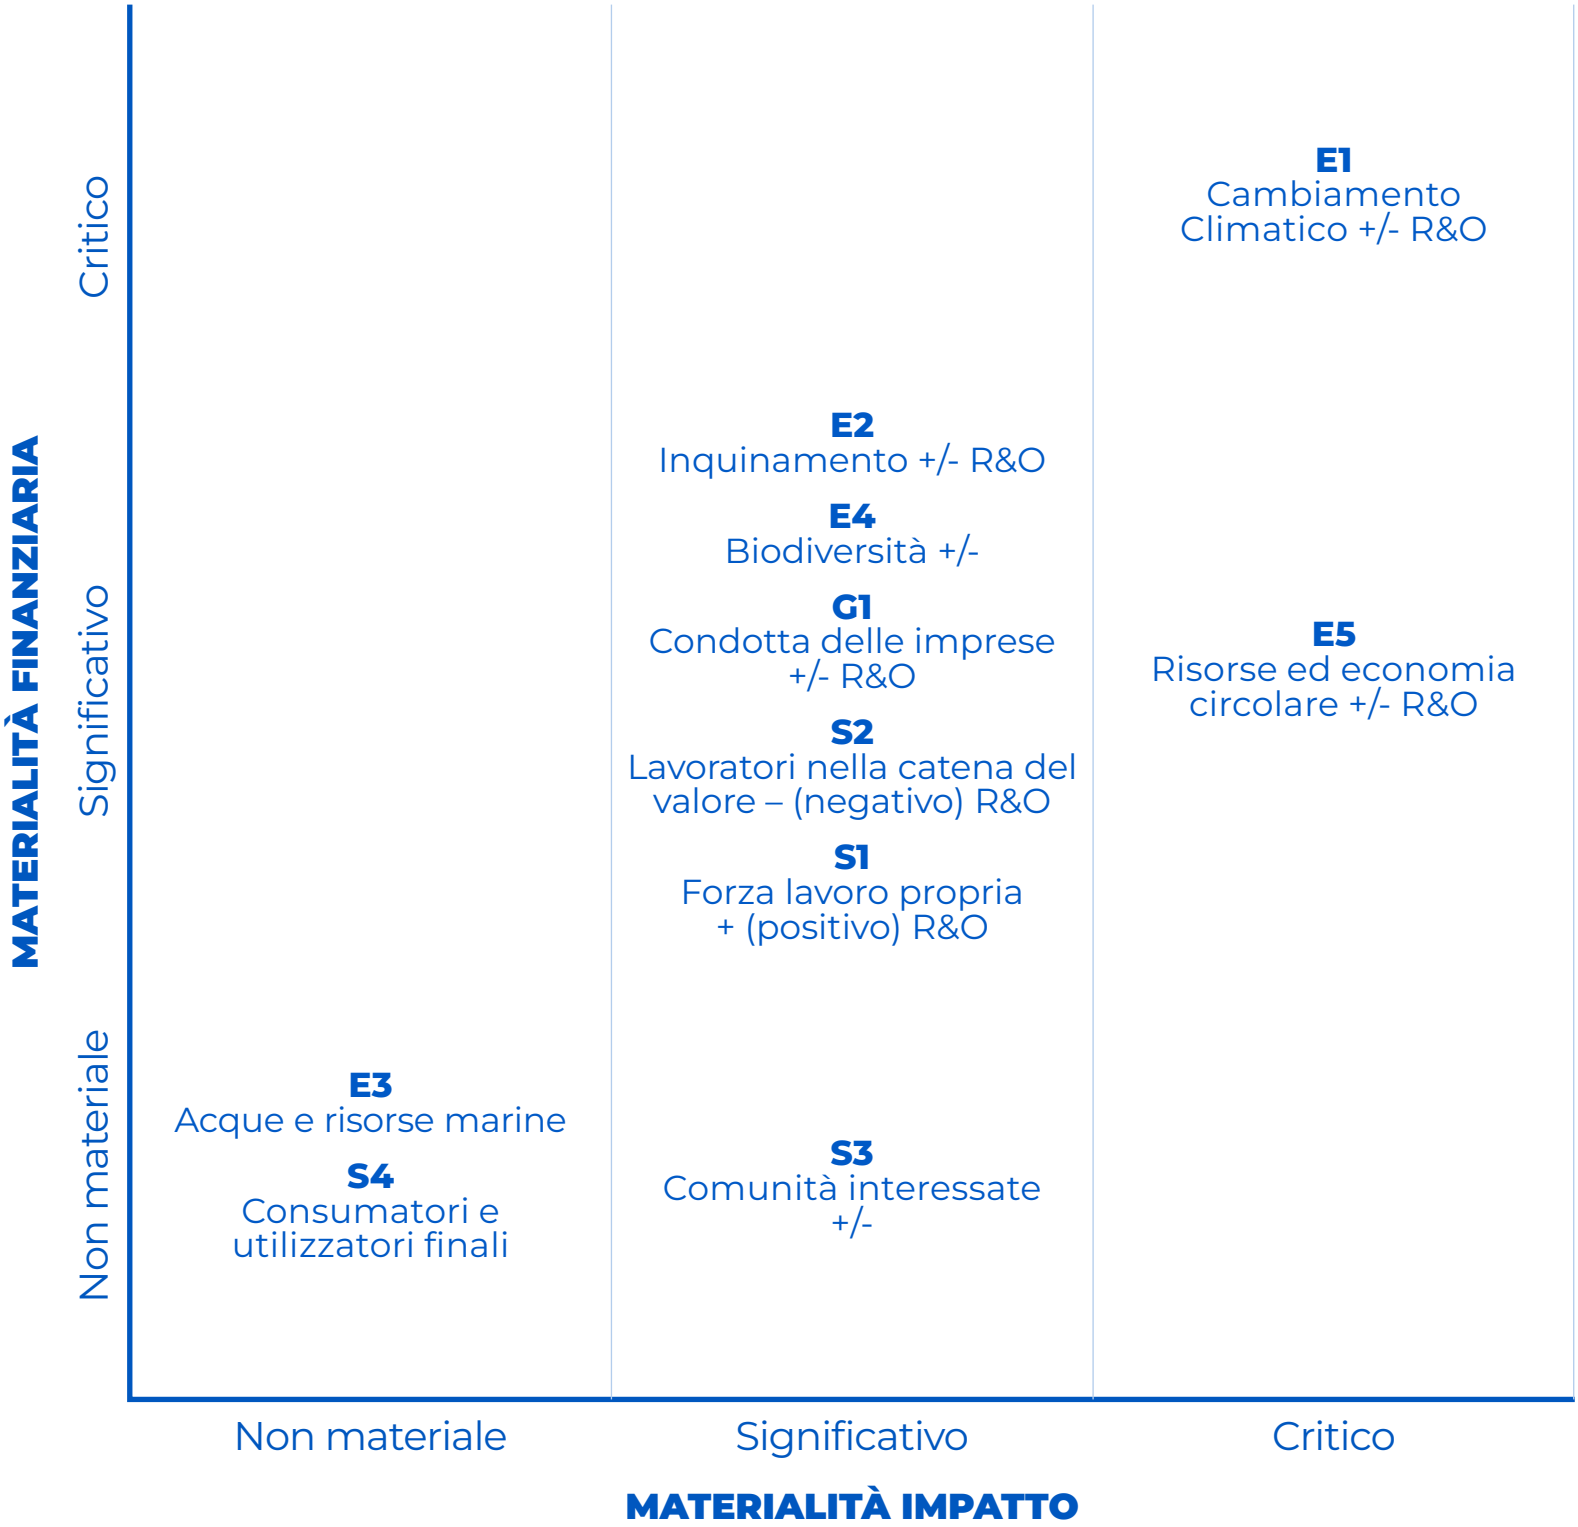 MATERIALITÀ FINANZIARIA
Critico
Significativo
Non materiale
E1
Cambiamento
Climatico +/- R&O
E2
Inquinamento +/- R&O
E4
Biodiversità +/-
G1
Condotta delle imprese
+/- R&O
S2
Lavoratori nella catena del
valore – (negativo) R&O
S1
Forza lavoro propria
+ (positivo) R&O
E5
Risorse ed economia
circolare +/- R&O
E3
Acque e risorse marine
S4
Consumatori e
utilizzatori finali
S3
Comunità interessate
+/-
Non materiale
Significativo
Critico
MATERIALITÀ IMPATTO